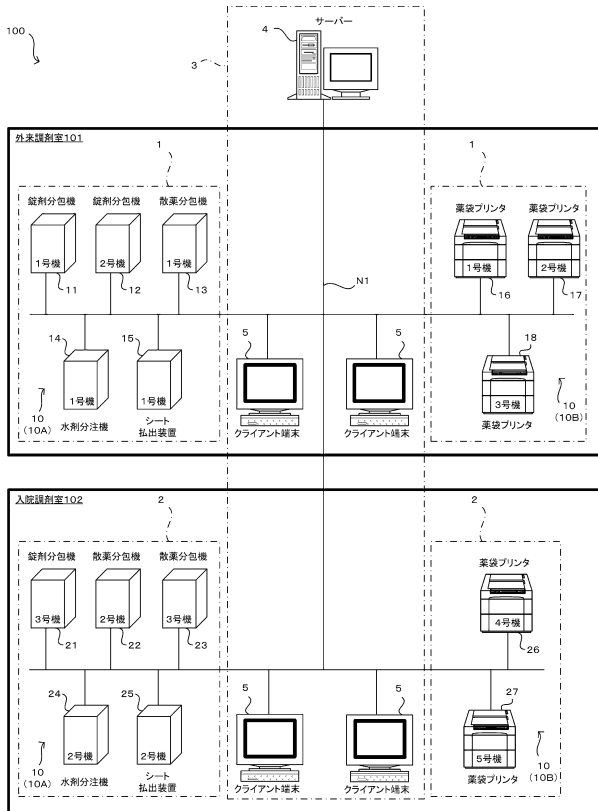 100
サーバー
4
3
外来調剤室101
1
1
錠剤分包機
錠剤分包機
散薬分包機
1号機
2号機
1号機
11
12
13
薬袋プリンタ
薬袋プリンタ
1号機
2号機
16
17
N1
14
15
5
5
18
1号機
1号機
3号機
10
(10A)
水剤分注機
シート
払出装置
クライアント端末
クライアント端末
薬袋プリンタ
10
(10B)
入院調剤室102
2
2
錠剤分包機
散薬分包機
散薬分包機
3号機
2号機
3号機
21
22
23
薬袋プリンタ
4号機
26
24
25
5
5
27
2号機
2号機
5号機
10
(10A)
水剤分注機
シート
払出装置
クライアント端末
クライアント端末
薬袋プリンタ
10
(10B)